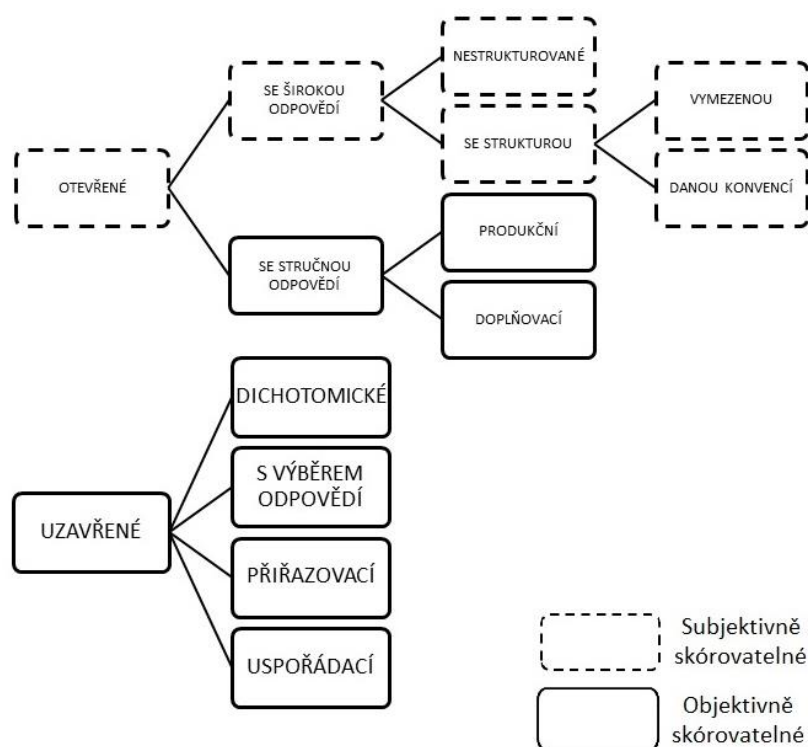 OTEVŘENÉ
SE ŠIROKOU
ODPOVĚDÍ
NESTRUKTUROVANÉ
SE STRUKTUROU
VYMEZENOU
DANOU KONVENCÍ
SE STRUČNOU
ODPOVĚDÍ
PRODUKČNÍ
DOPLŇOVACÍ
UZAVŘENÉ
DICHOTOMICKÉ
S VÝBĚREM
ODPOVĚDÍ
PŘIŘAZOVACÍ
USPOŘÁDACÍ
Subjektivně
skórovatelné
Objektivně
skórovatelné